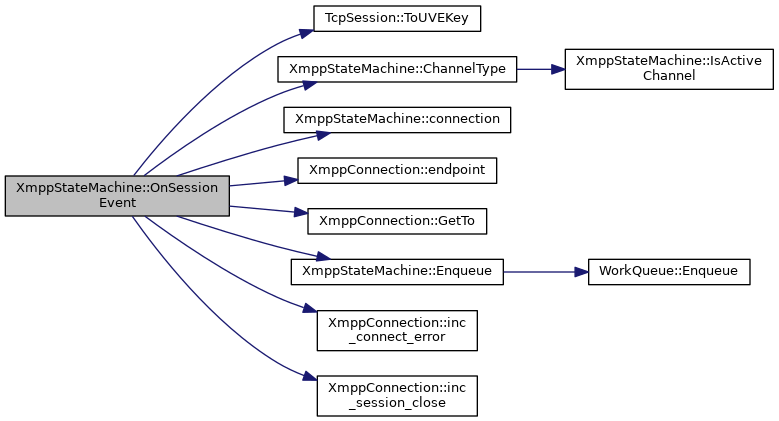 TcpSession::ToUVEKey
XmppStateMachine::ChannelType
XmppStateMachine::IsActive
Channel
XmppStateMachine::connection
XmppConnection::endpoint
XmppStateMachine::OnSession
Event
XmppConnection::GetTo
XmppStateMachine::Enqueue
WorkQueue::Enqueue
XmppConnection::inc
_connect_error
XmppConnection::inc
_session_close